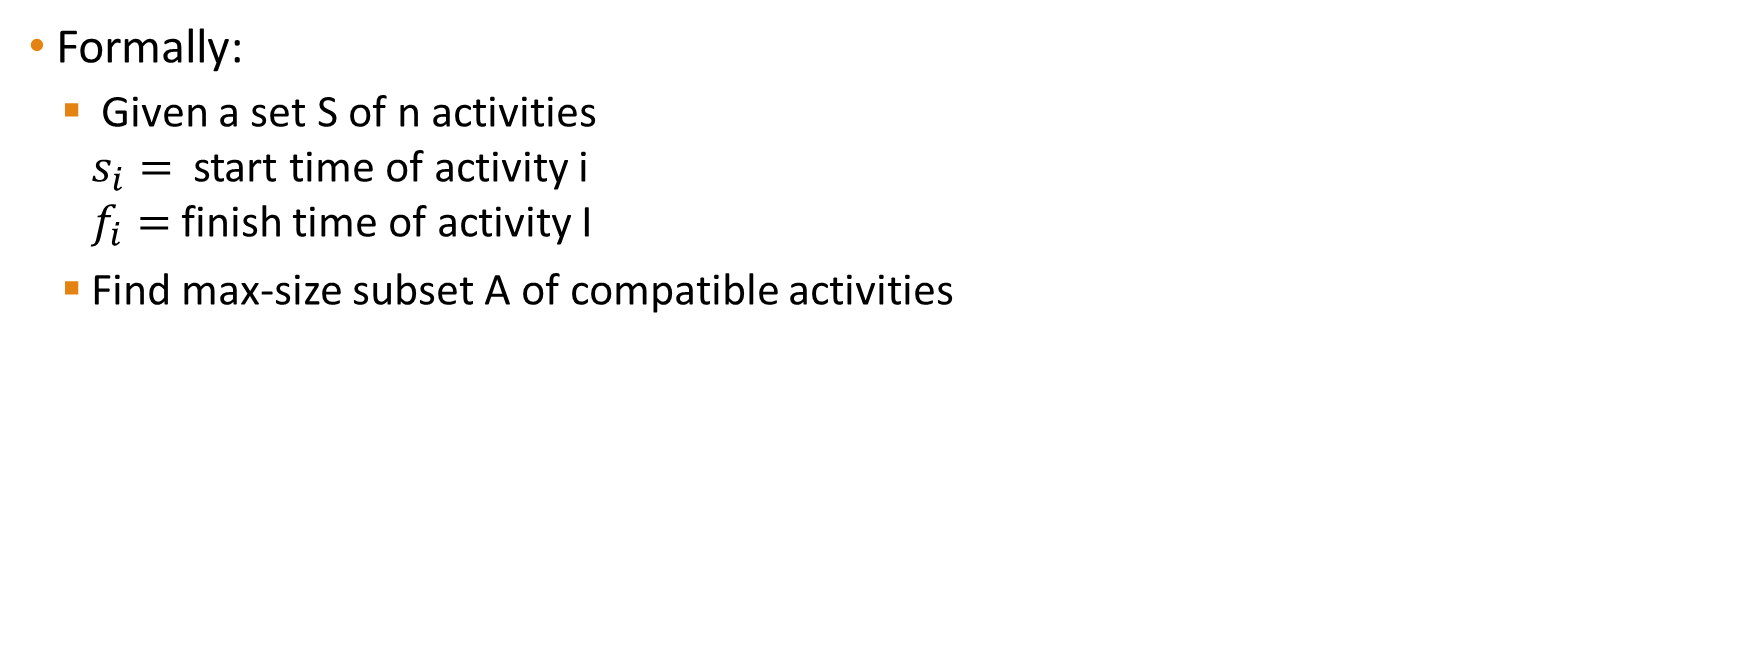 • Formally:
▪ Given a set S of n activities
𝑠ᵢ = start time of activity i
𝑓ᵢ = finish time of activity I
▪ Find max-size subset A of compatible activities